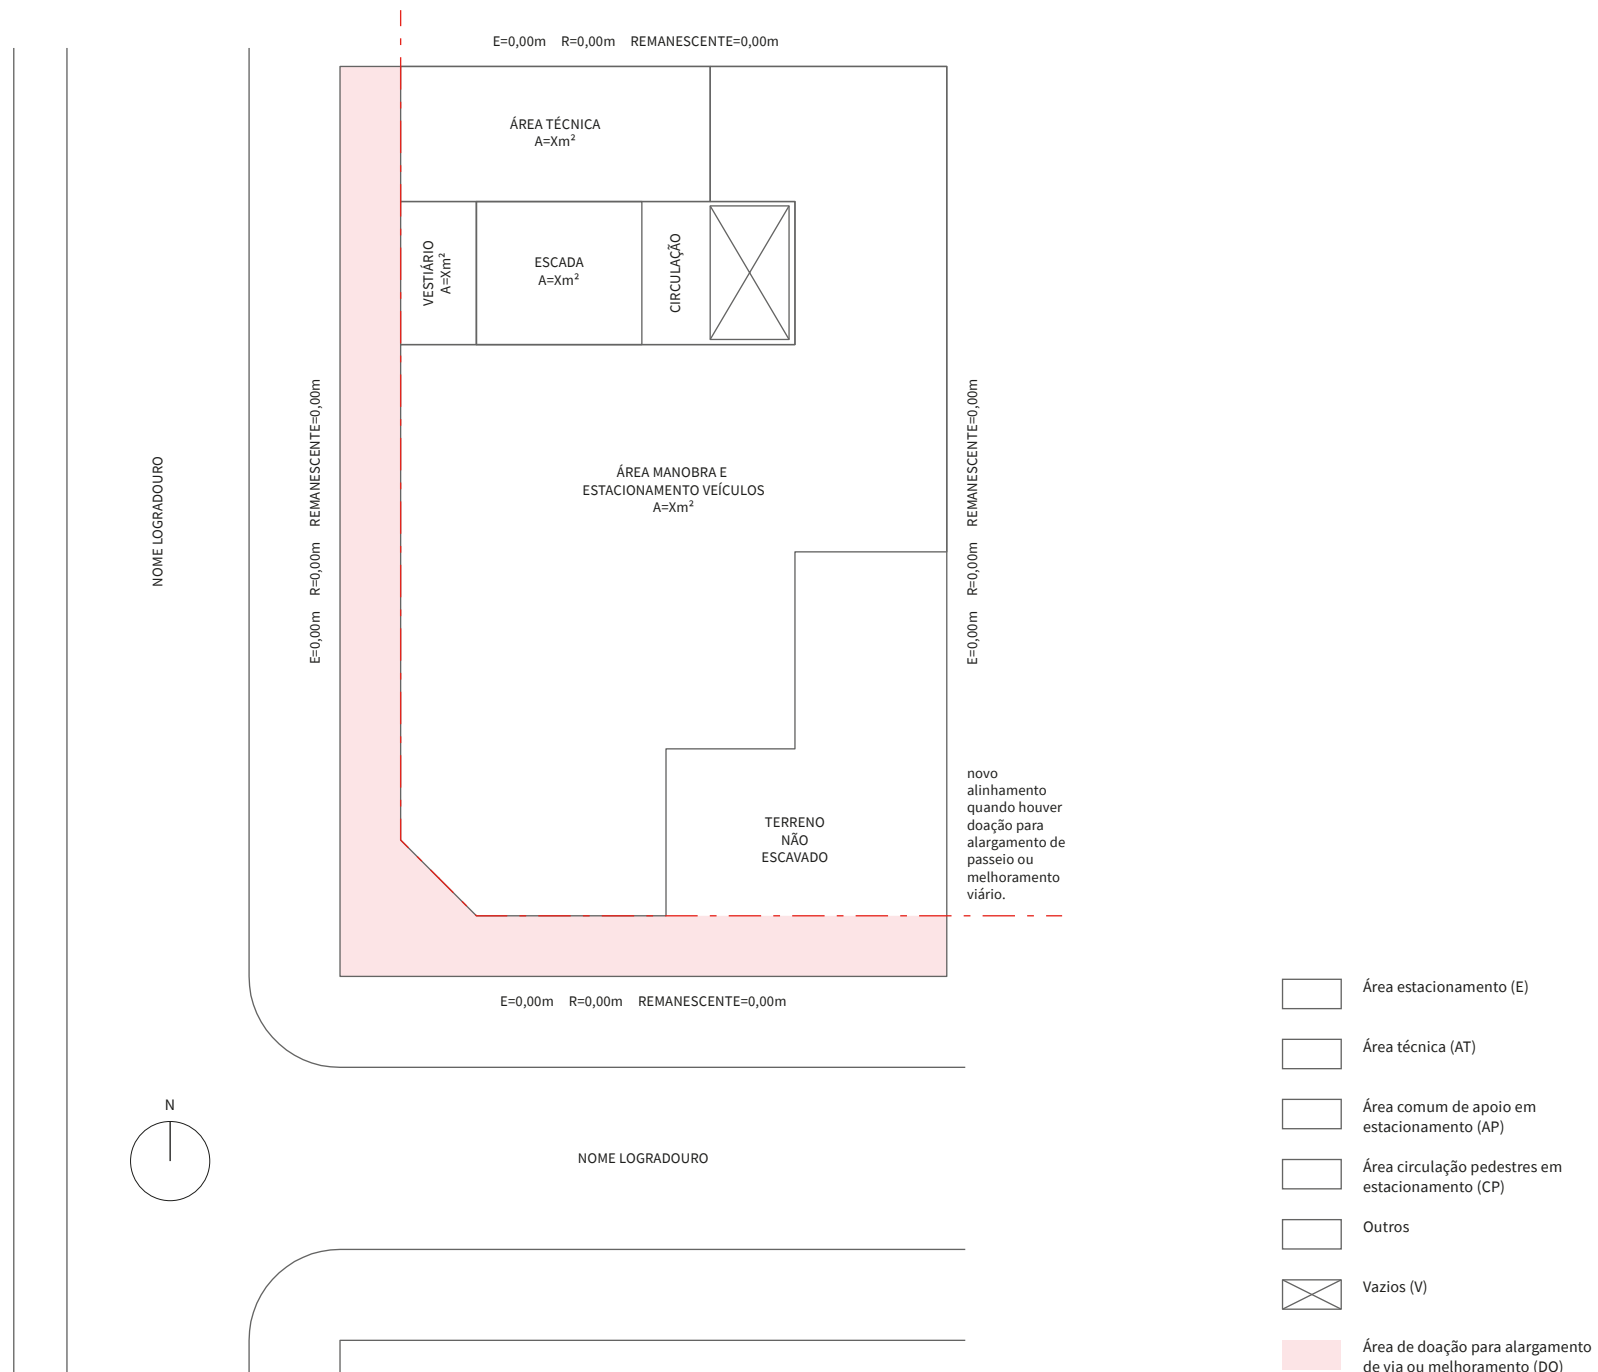 E=0,00m R=0,00m REMANESCENTE=0,00m
ÁREA TÉCNICA
A=Xm²
VESTIÁRIO
A=Xm²
ESCADA
A=Xm²
CIRCULAÇÃO
NOME LOGRADOURO
E=0,00m R=0,00m REMANESCENTE=0,00m
ÁREA MANOBRA E
ESTACIONAMENTO VEÍCULOS
A=Xm²
E=0,00m R=0,00m REMANESCENTE=0,00m
TERRENO
NÃO
ESCAVADO
novo
alinhamento
quando houver
doação para
alargamento de
passeio ou
melhoramento
viário.
E=0,00m R=0,00m REMANESCENTE=0,00m
N
NOME LOGRADOURO
Área estacionamento (E)
Área técnica (AT)
Área comum de apoio em
estacionamento (AP)
Área circulação pedestres em
estacionamento (CP)
Outros
Vazios (V)
Área de doação para alargamento
de via ou melhoramento (DO)